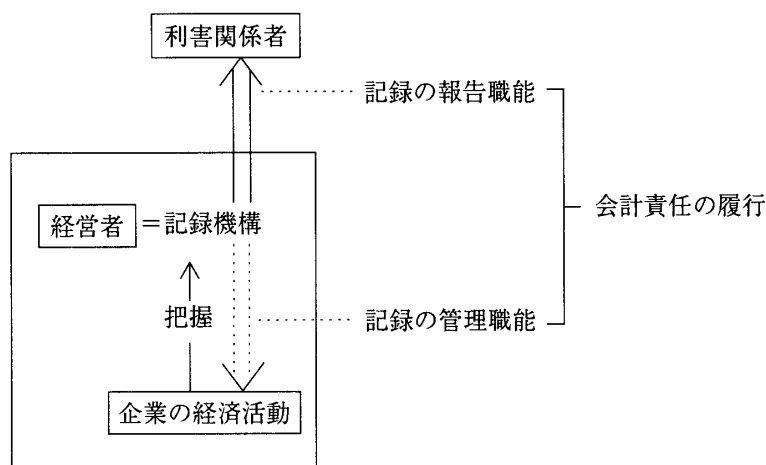 利害関係者
記録の報告職能
会計責任の履行
経営者＝記録機構
把握
記録の管理職能
企業の経済活動